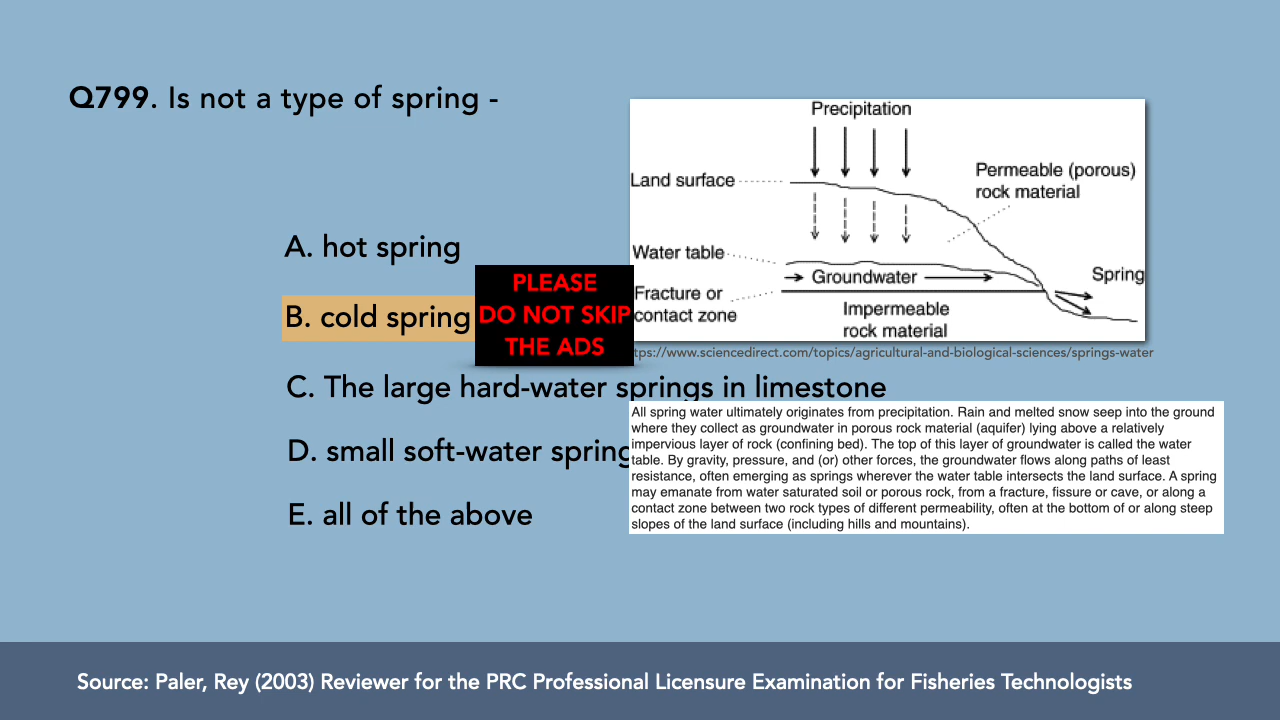 Q799. Is not a type of spring -
Precipitation
Permeable (porous)
rock material
Land surface
Water table
Groundwater
Spring
Fracture or
contact zone
Impermeable
rock material
tps://www.sciencedirect.com/topics/agricultural-and-biological-sciences/springs-water
A. hot spring
B. cold spring
PLEASE
DO NOT SKIP
THE ADS
C. The large hard-water springs in limestone
D. small soft-water spring
E. all of the above
All spring water ultimately originates from precipitation. Rain and melted snow seep into the ground
where they collect as groundwater in porous rock material (aquifer) lying above a relatively
impervious layer of rock (confining bed). The top of this layer of groundwater is called the water
table. By gravity, pressure, and (or) other forces, the groundwater flows along paths of least
resistance, often emerging as springs wherever the water table intersects the land surface. A spring
may emanate from water saturated soil or porous rock, from a fracture, fissure or cave, or along a
contact zone between two rock types of different permeability, often at the bottom of or along steep
slopes of the land surface (including hills and mountains).
Source: Paler, Rey (2003) Reviewer for the PRC Professional Licensure Examination for Fisheries Technologists